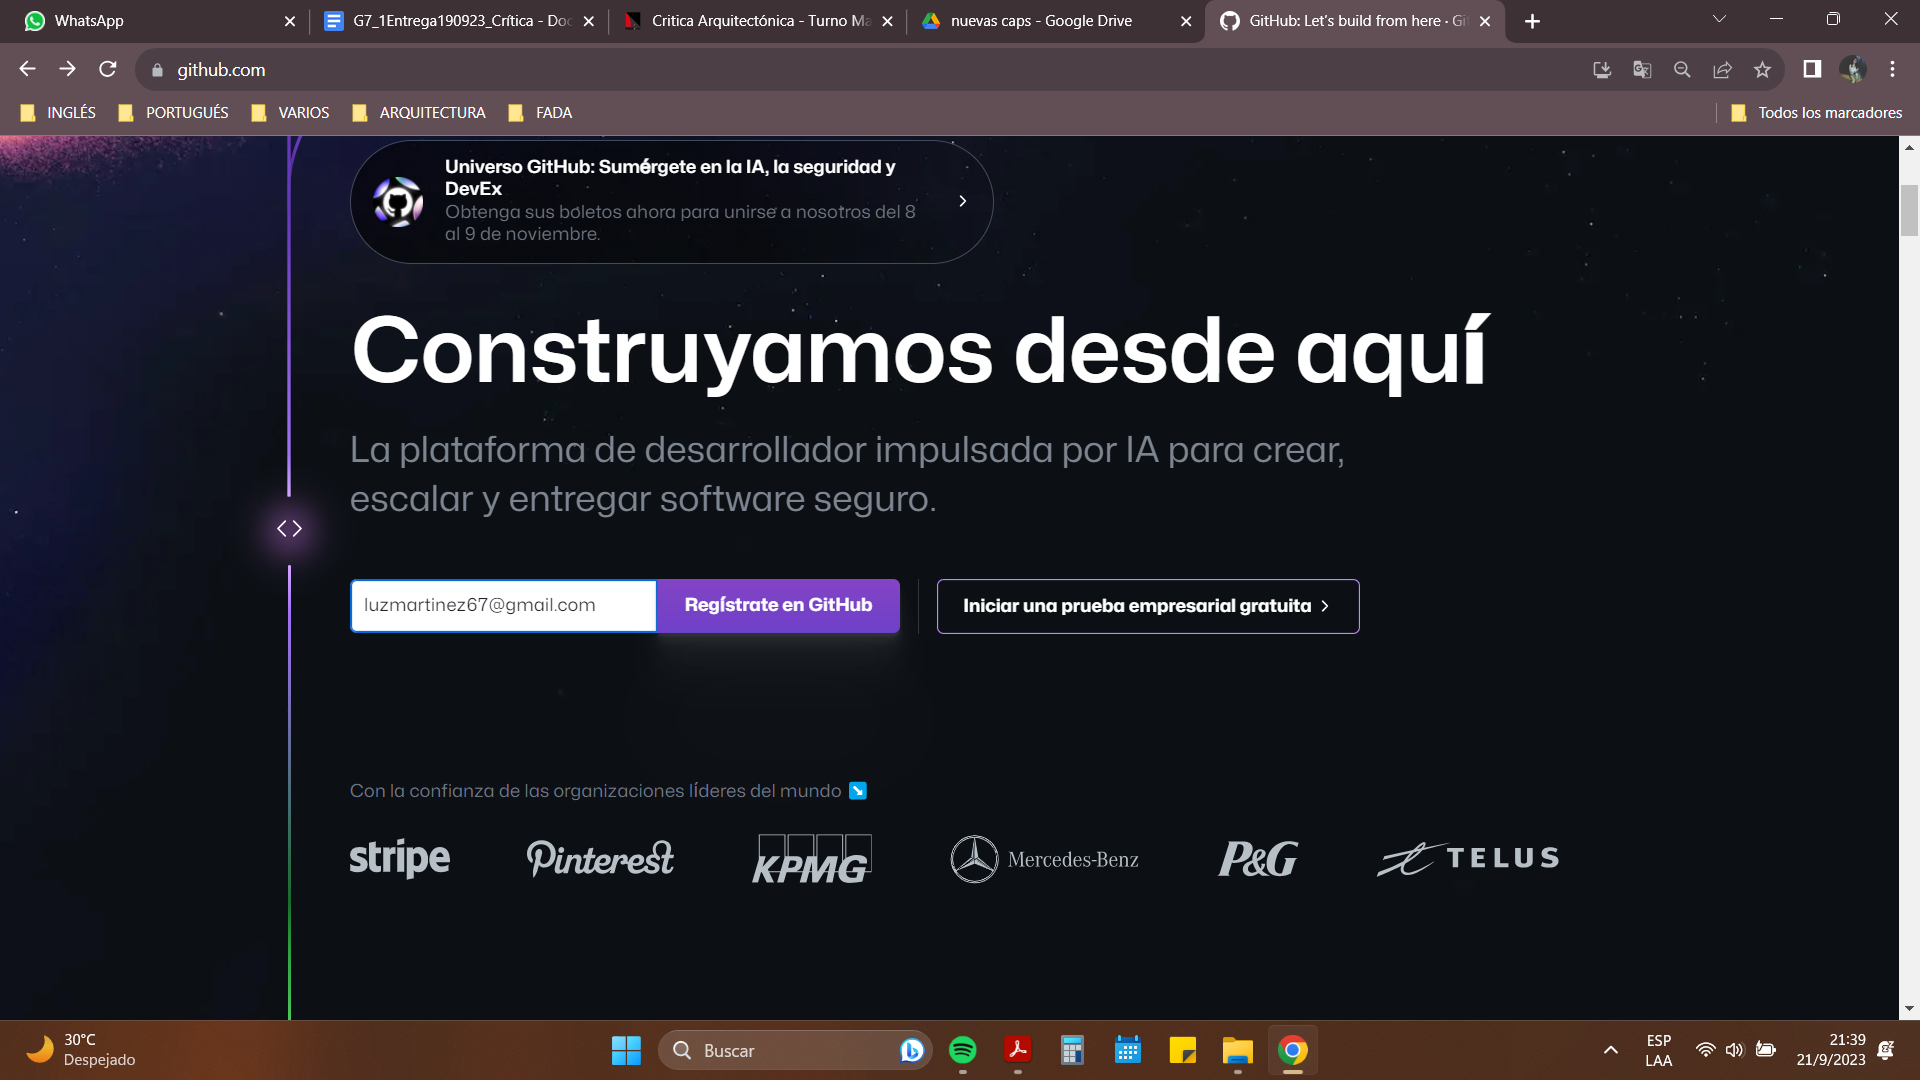 WhatsApp
G7_1Entrega190923_Crítica - Doc
Critica Arquitectónica - Turno Ma
nuevas caps - Google Drive
GitHub: Let's build from here · Git
github.com
INGLÉS
PORTUGUÉS
VARIOS
ARQUITECTURA
FADA
Todos los marcadores
Universo GitHub: Sumérgete en la IA, la seguridad y
DevEx
Obtenga sus boletos ahora para unirse a nosotros del 8
al 9 de noviembre.
Construyamos desde aquí
La plataforma de desarrollador impulsada por IA para crear,
escalar y entregar software seguro.
luzmartinez67@gmail.com
Regístrate en GitHub
Iniciar una prueba empresarial gratuita
Con la confianza de las organizaciones líderes del mundo
stripe
Pinterest
KPMG
Mercedes-Benz
P&G
TELUS
30°C
Despejado
Buscar
ESP
LAA
21:39
21/9/2023